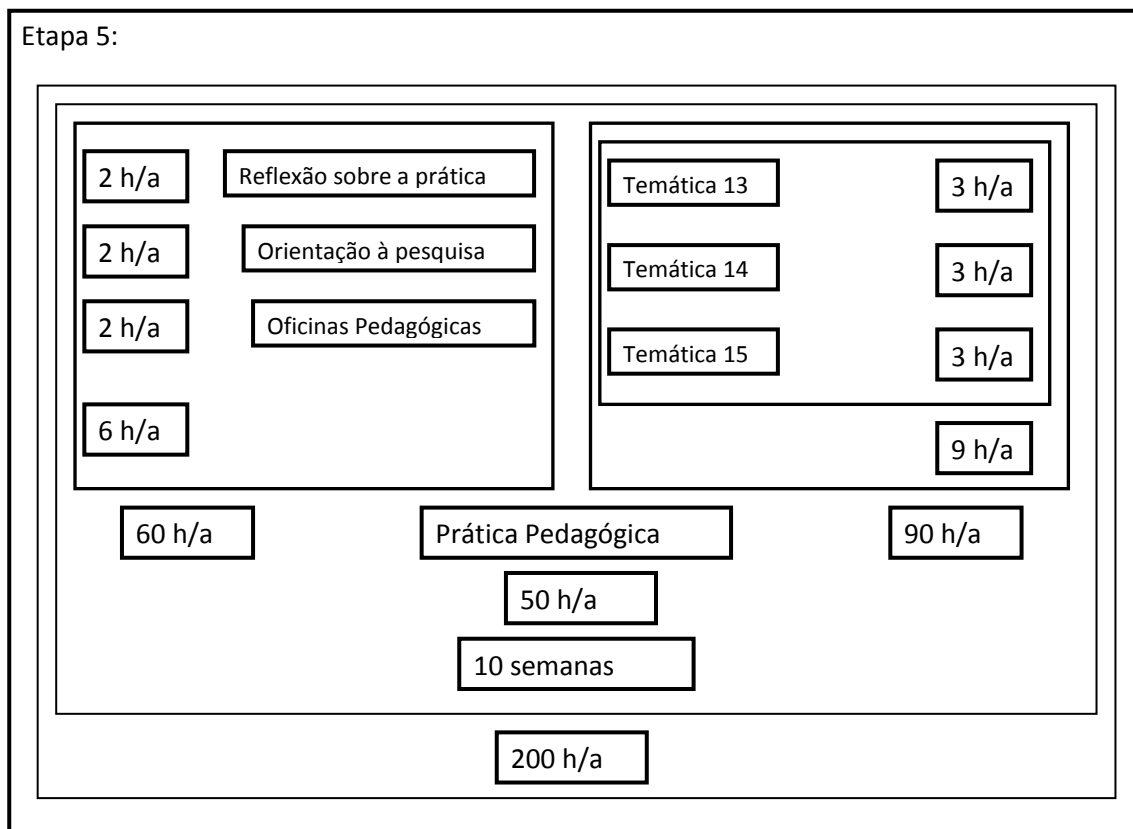 Etapa 5:
2 h/a
Reflexão sobre a prática
2 h/a
Orientação à pesquisa
2 h/a
Oficinas Pedagógicas
6 h/a
Temática 13
3 h/a
Temática 14
3 h/a
Temática 15
3 h/a
9 h/a
60 h/a
Prática Pedagógica
90 h/a
50 h/a
10 semanas
200 h/a